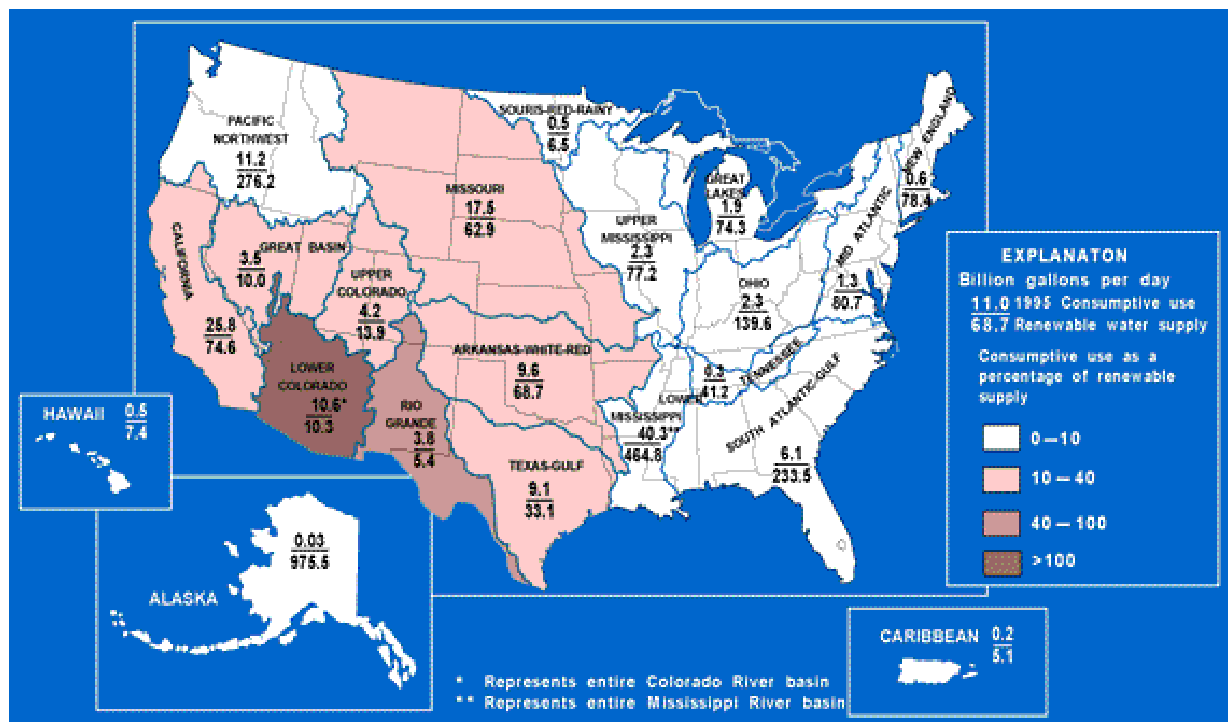 SOURIS-RED-RAINY
0.5
6.5
PACIFIC
NORTHWEST
11.2
276.2
NEW ENGLAND
0.6
78.4
GREAT
LAKES
1.9
74.3
MISSOURI
17.5
62.9
UPPER
MISSISSIPPI
2.3
77.2
MID ATLANTIC
1.3
80.7
CALIFORNIA
25.8
74.6
GREAT BASIN
3.5
10.0
UPPER
COLORADO
4.2
13.9
OHIO
2.3
139.6
ARKANSAS-WHITE-RED
9.6
68.7
TENNESSEE
0.3
41.2
LOWER
COLORADO
10.6*
10.3
RIO
GRANDE
3.8
5.4
LOWER
MISSISSIPPI
40.3**
464.8
SOUTH ATLANTIC-GULF
6.1
233.5
TEXAS-GULF
9.1
33.1
HAWAII 0.5
7.4
0.03
975.5
ALASKA
CARIBBEAN 0.2
5.1
EXPLANATON
Billion gallons per day
11.0 1995 Consumptive use
68.7 Renewable water supply
Consumptive use as a
percentage of renewable
supply
0—10
10—40
40—100
>100
* Represents entire Colorado River basin
** Represents entire Mississippi River basin